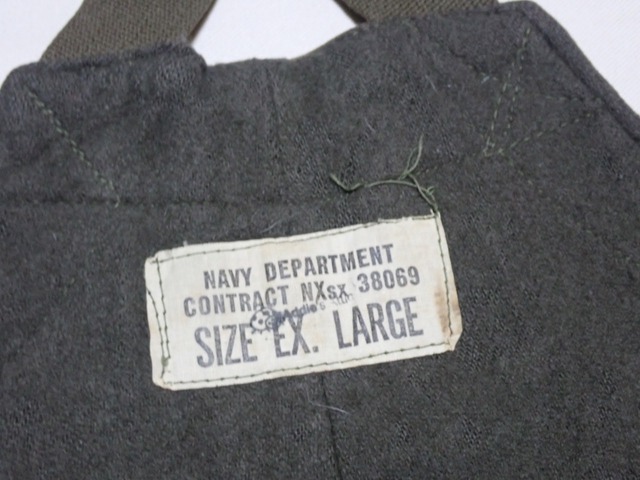 NAVY DEPARTMENT
CONTRACT NXsx 38069
SIZE EX. LARGE